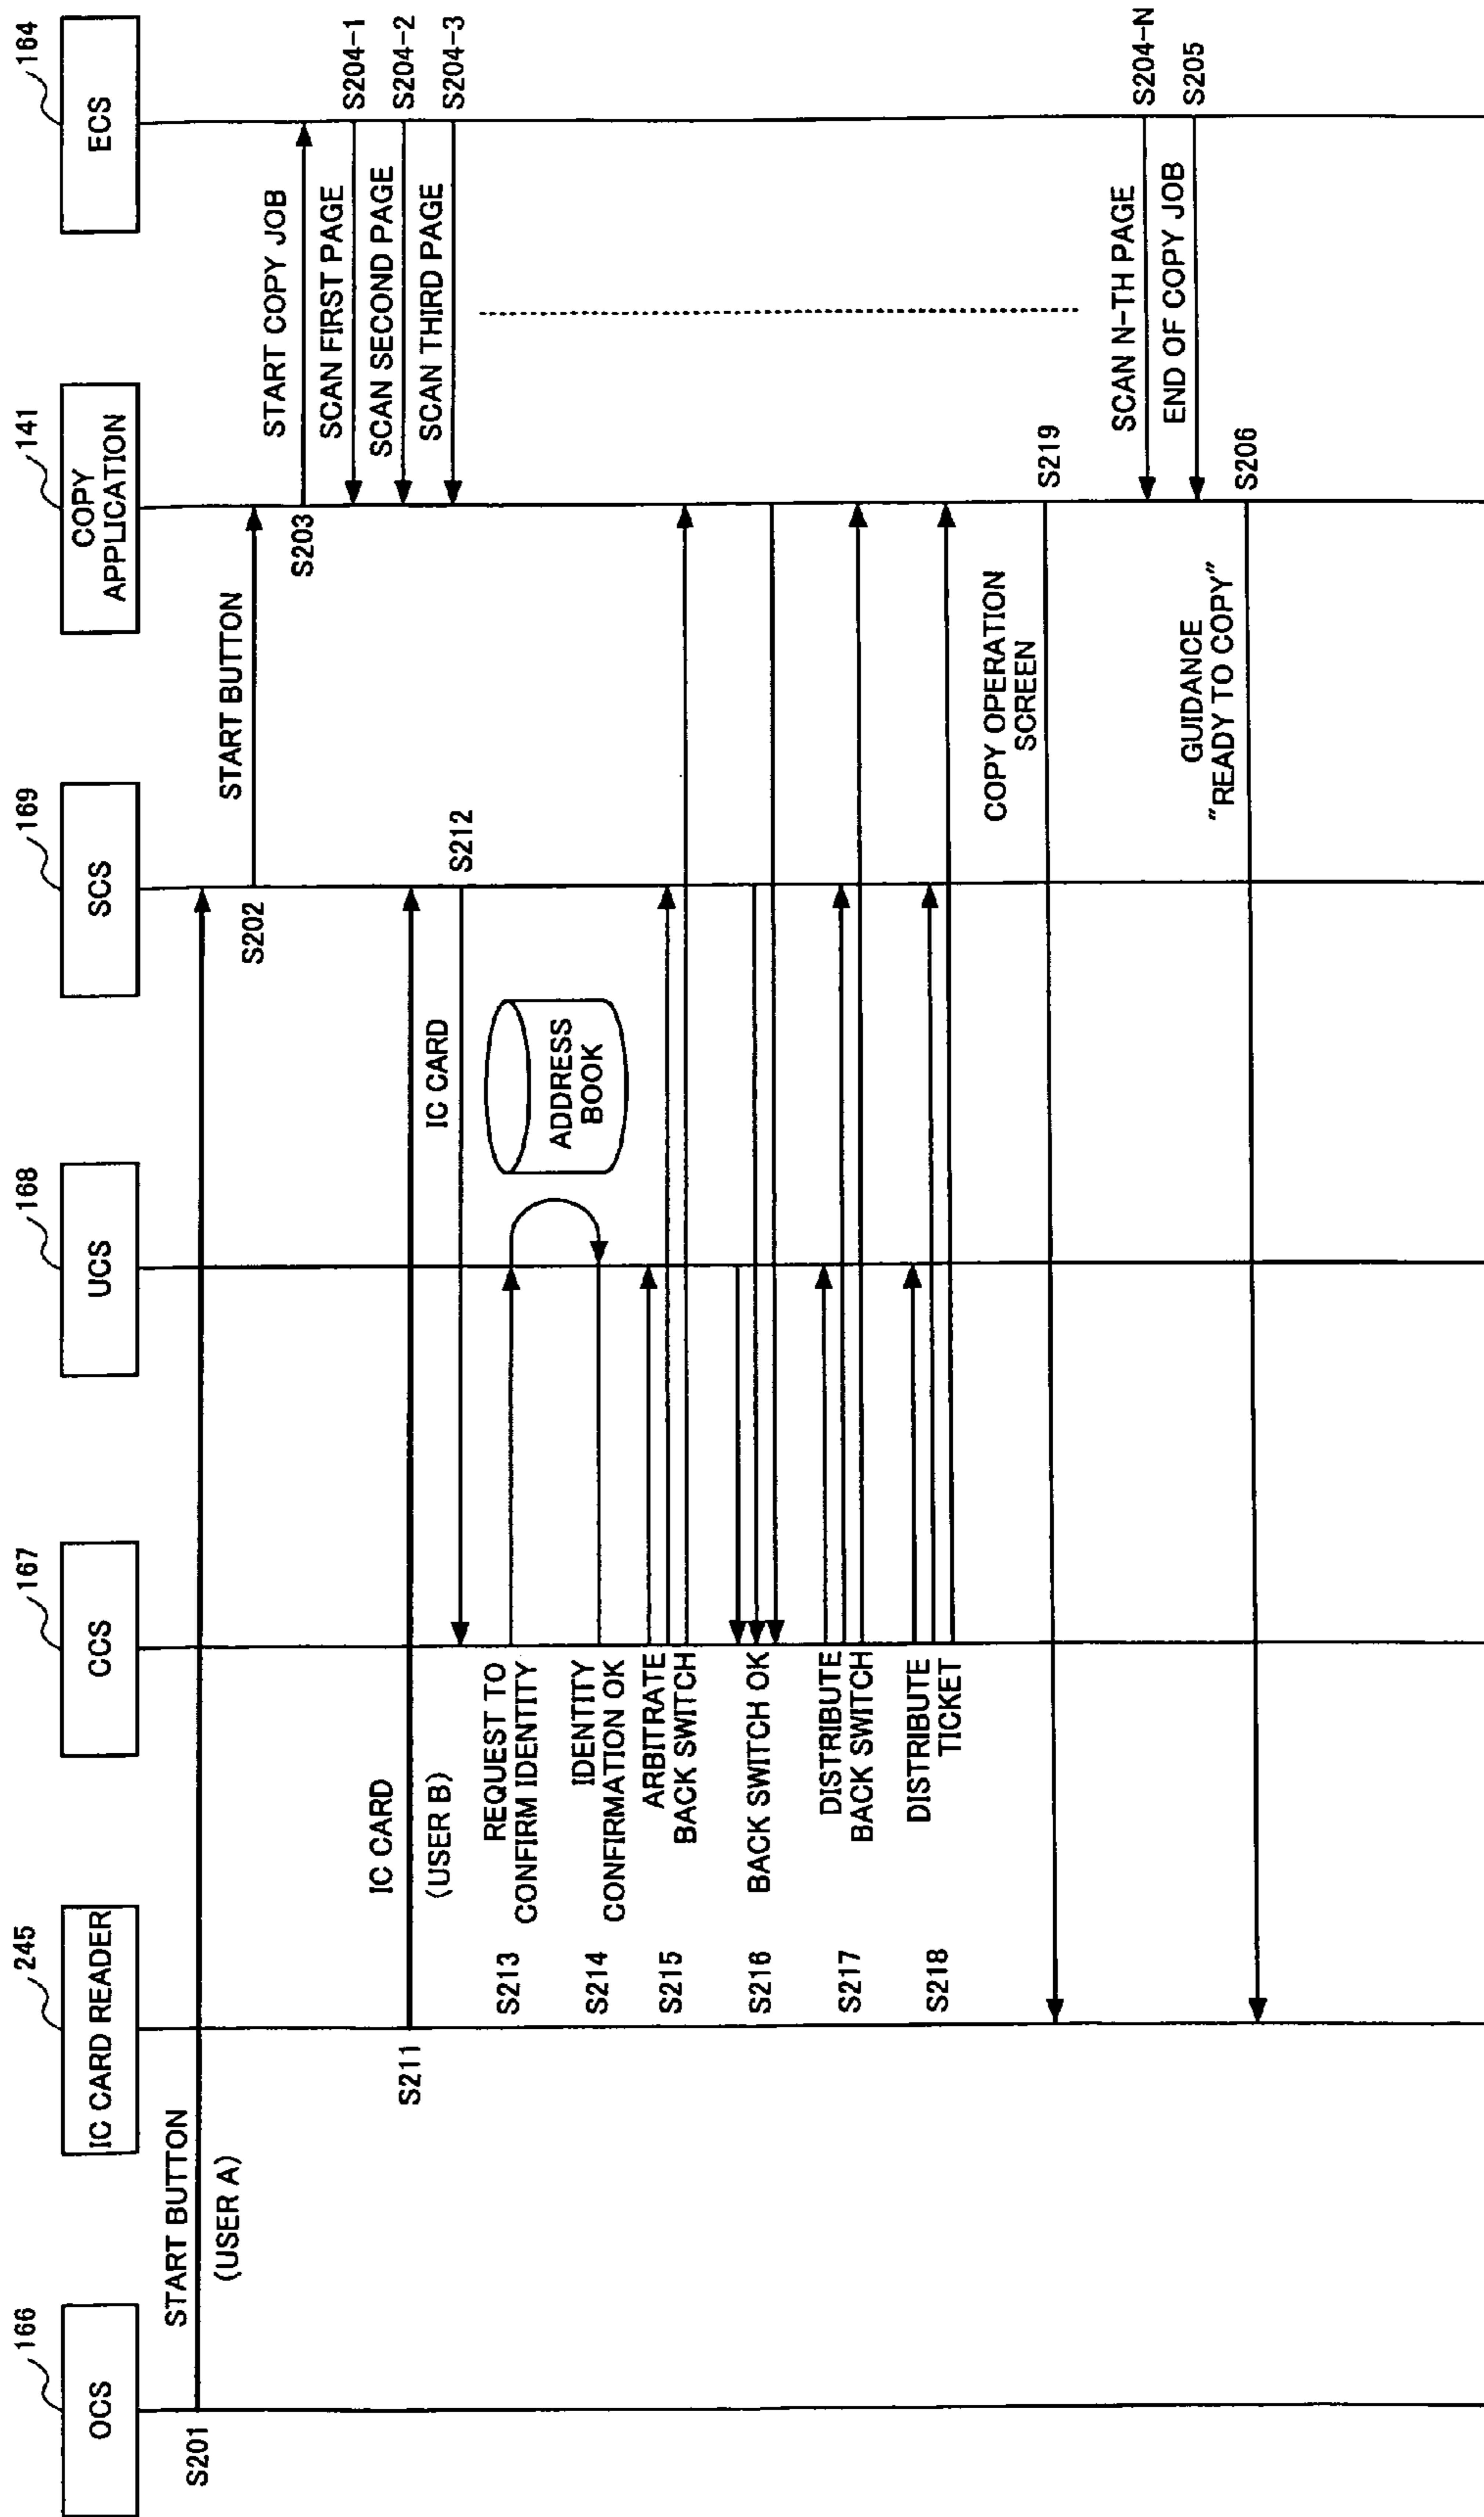 166
OCS
245
IC CARD READER
167
CCS
168
UCS
169
SCS
141
COPY
APPLICATION
164
ECS
S201
START BUTTON
(USER A)
S202
START BUTTON
S203
START COPY JOB
SCAN FIRST PAGE
S204-1
SCAN SECOND PAGE
S204-2
SCAN THIRD PAGE
S204-3
S211
IC CARD
(USER B)
S212
IC CARD
ADDRESS
BOOK
S213
REQUEST TO
CONFIRM IDENTITY
S214
IDENTITY
CONFIRMATION OK
S215
ARBITRATE
BACK SWITCH
S216
BACK SWITCH OK
S217
DISTRIBUTE
BACK SWITCH
S218
DISTRIBUTE
TICKET
COPY OPERATION
SCREEN
S219
SCAN N-TH PAGE
S204-N
END OF COPY JOB
S205
GUIDANCE
"READY TO COPY"
S206